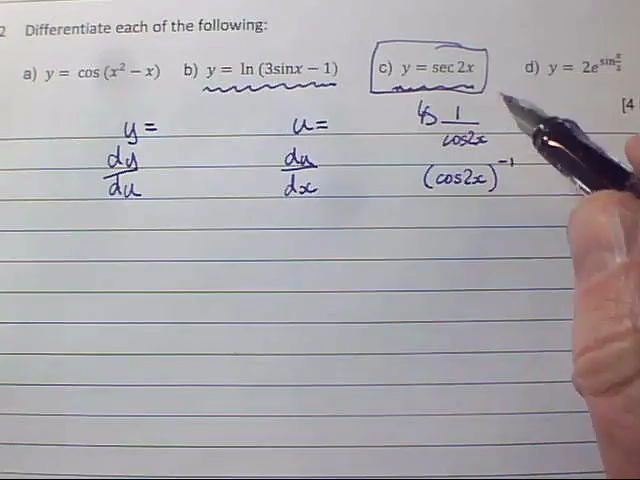 2 Differentiate each of the following:
a) y = cos (x² − x) b) y = ln (3sinx − 1) c) y = sec 2x d) y = 2e^{sin x/2}
[4
y = u = ↳ 1/cos2x
dy/du du/dx (cos2x)⁻¹